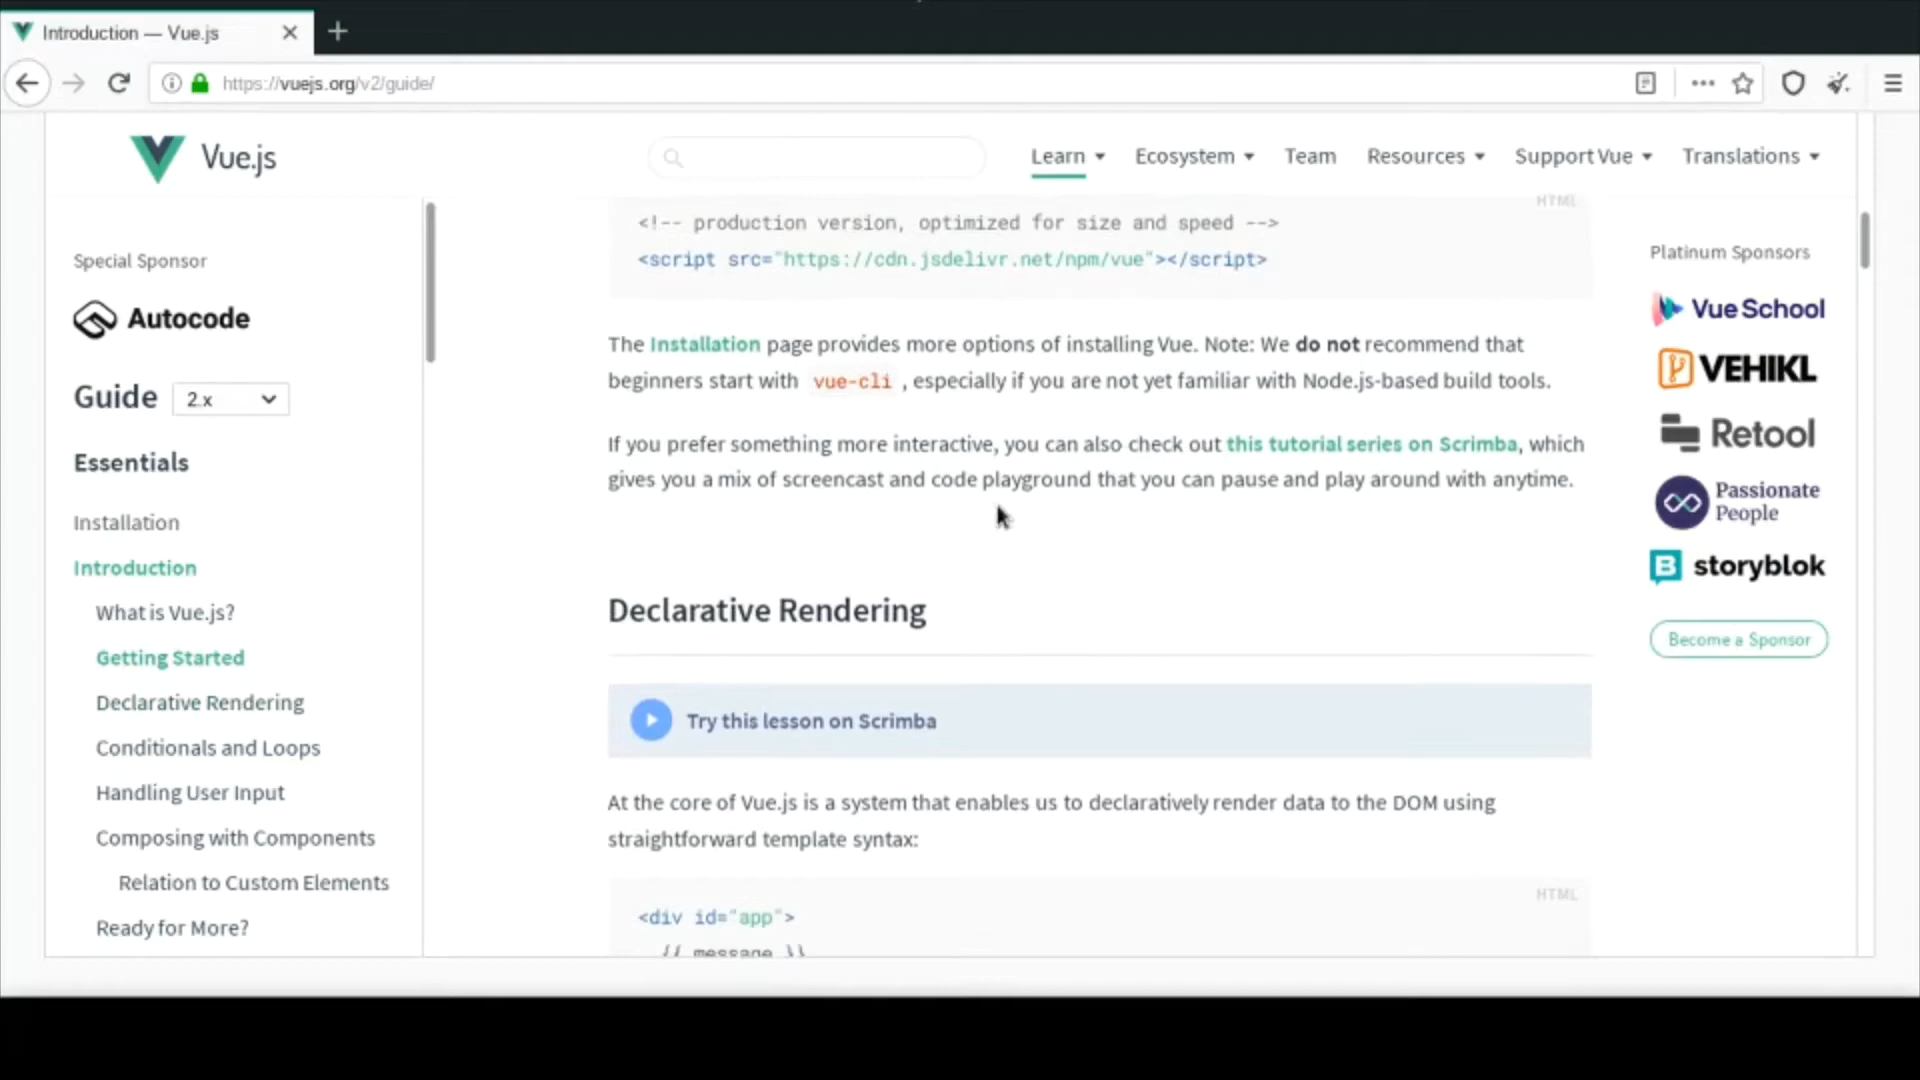 Introduction — Vue.js
https://vuejs.org/v2/guide/
Vue.js
Learn
Ecosystem
Team
Resources
Support Vue
Translations
Special Sponsor
Autocode
Guide
2.x
Essentials
Installation
Introduction
What is Vue.js?
Getting Started
Declarative Rendering
Conditionals and Loops
Handling User Input
Composing with Components
Relation to Custom Elements
Ready for More?
HTML
<!-- production version, optimized for size and speed -->
<script src="https://cdn.jsdelivr.net/npm/vue"></script>
The Installation page provides more options of installing Vue. Note: We do not recommend that
beginners start with vue-cli , especially if you are not yet familiar with Node.js-based build tools.
If you prefer something more interactive, you can also check out this tutorial series on Scrimba, which
gives you a mix of screencast and code playground that you can pause and play around with anytime.
Declarative Rendering
Try this lesson on Scrimba
At the core of Vue.js is a system that enables us to declaratively render data to the DOM using
straightforward template syntax:
HTML
<div id="app">
{{ message }}
Platinum Sponsors
Vue School
VEHIKL
Retool
Passionate
People
storyblok
Become a Sponsor